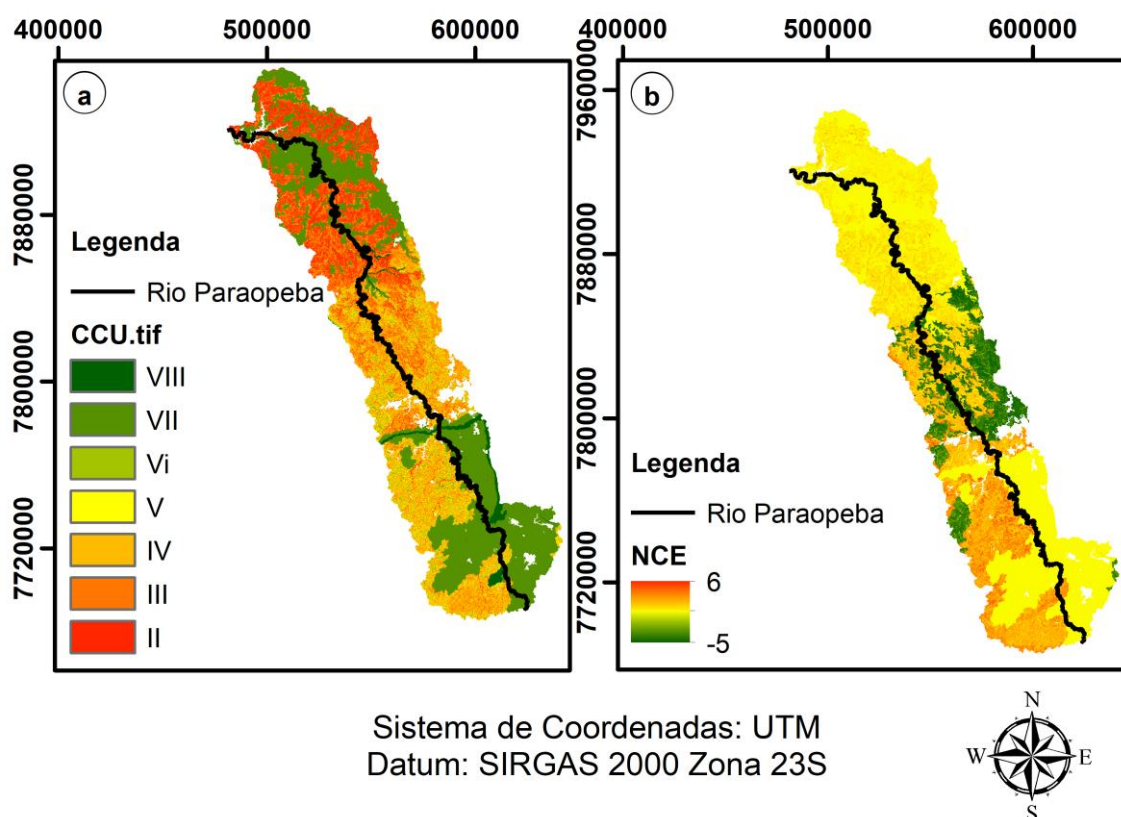 400000 500000 600000
a
7880000
7800000
7720000
Legenda
Rio Paraopeba
CCU.tif
VIII
VII
Vi
V
IV
III
II
400000 500000 600000
b
7960000
7880000
7800000
7720000
Legenda
Rio Paraopeba
NCE
6
-5
Sistema de Coordenadas: UTM
Datum: SIRGAS 2000 Zona 23S
N
W E
S